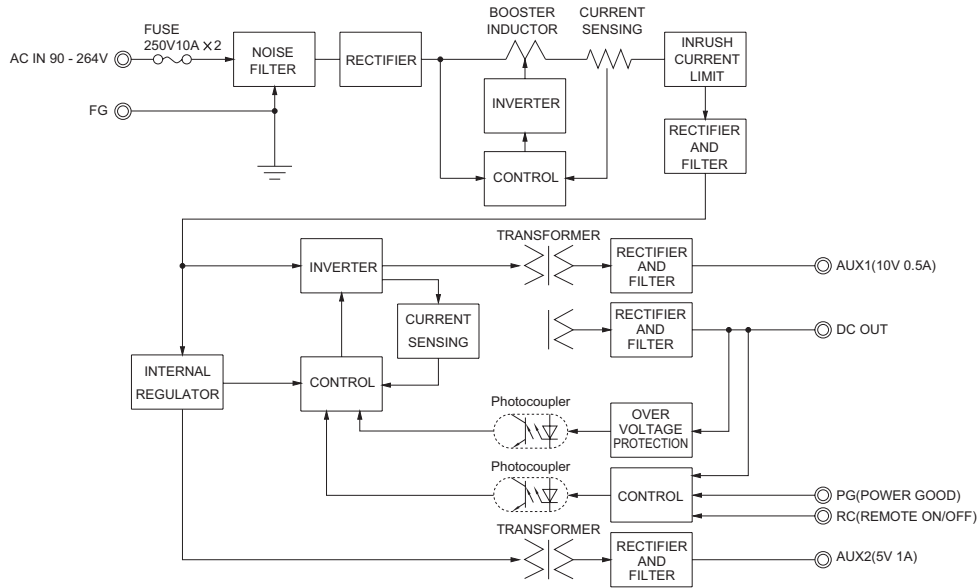 FUSE
250V10A ×2
BOOSTER
INDUCTOR
CURRENT
SENSING
AC IN 90 - 264V
NOISE
FILTER
RECTIFIER
INRUSH
CURRENT
LIMIT
INVERTER
FG
RECTIFIER
AND
FILTER
CONTROL
TRANSFORMER
INVERTER
RECTIFIER
AND
FILTER
AUX1(10V 0.5A)
CURRENT
SENSING
RECTIFIER
AND
FILTER
DC OUT
INTERNAL
REGULATOR
CONTROL
Photocoupler
OVER
VOLTAGE
PROTECTION
Photocoupler
CONTROL
PG(POWER GOOD)
RC(REMOTE ON/OFF)
TRANSFORMER
RECTIFIER
AND
FILTER
AUX2(5V 1A)